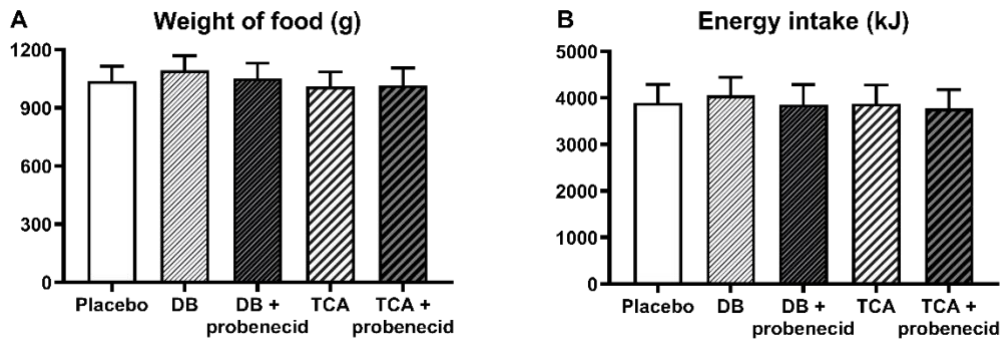 A
Weight of food (g)
1200
900
600
300
0
Placebo
DB
DB +
probenecid
TCA
TCA +
probenecid
B
Energy intake (kJ)
5000
4000
3000
2000
1000
0
Placebo
DB
DB +
probenecid
TCA
TCA +
probenecid